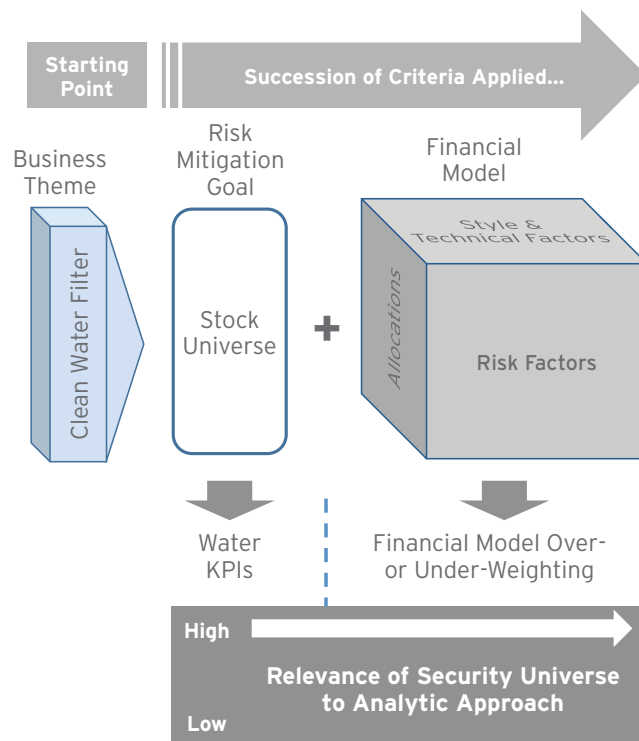 Starting
Point
Succession of Criteria Applied...
Business
Theme
Risk
Mitigation
Goal
Financial
Model
Clean Water Filter
Stock
Universe
+
Style &
Technical Factors
Allocations
Risk Factors
Water
KPIs
Financial Model Over-
or Under-Weighting
High
Relevance of Security Universe
to Analytic Approach
Low